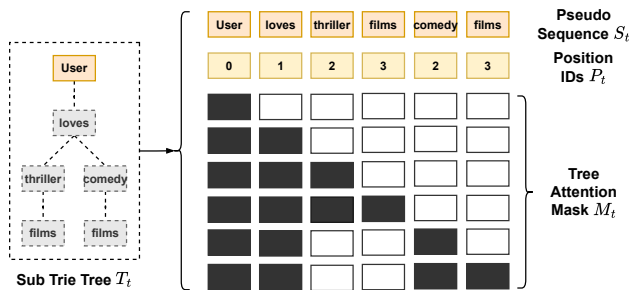 User loves thriller films comedy films
Pseudo
Sequence S_t
0 1 2 3 2 3
Position
IDs P_t
User
loves
thriller comedy
films films
Sub Trie Tree T_t
Tree
Attention
Mask M_t